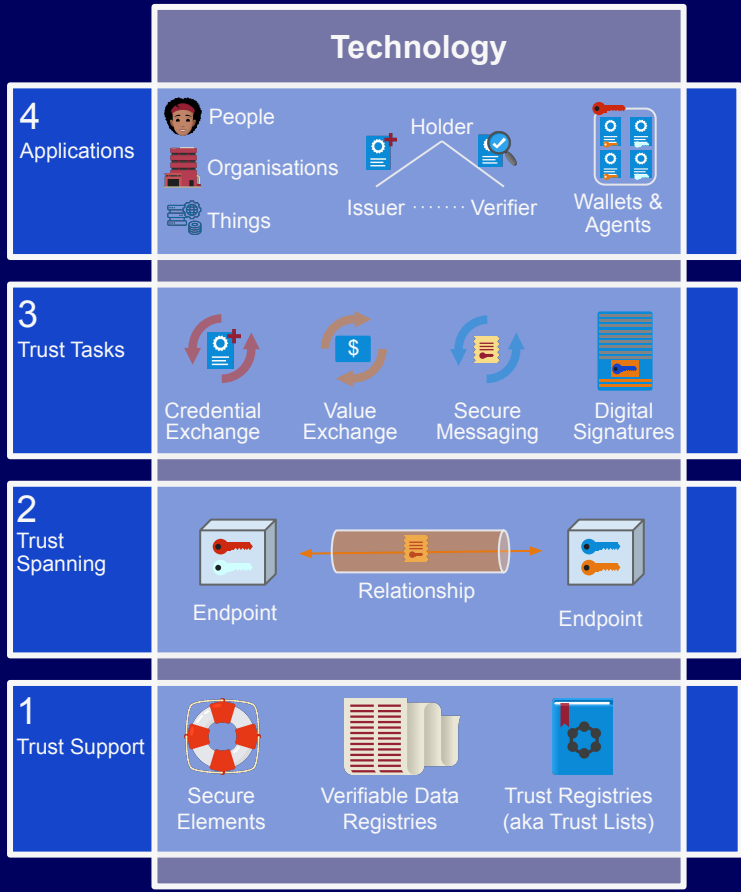 Technology
4
Applications
People
Organisations
Things
Holder
Issuer ······· Verifier
Wallets &
Agents
3
Trust Tasks
$
Credential
Exchange
Value
Exchange
Secure
Messaging
Digital
Signatures
2
Trust
Spanning
Endpoint
Relationship
Endpoint
1
Trust Support
Secure
Elements
Verifiable Data
Registries
Trust Registries
(aka Trust Lists)